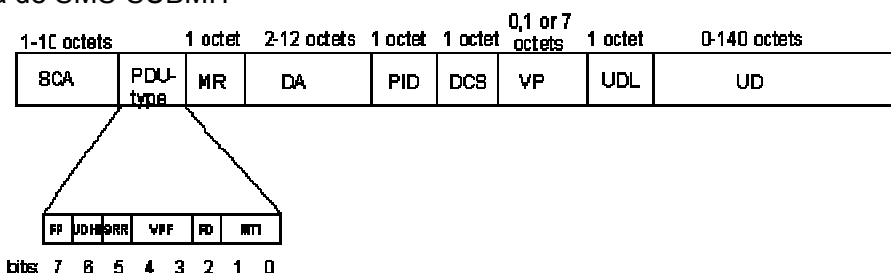 a do SMS-SUBMIT
1-10 octets 1 octet 2-12 octets 1 octet 1 octet 0,1 or 7 octets 1 octet 0-140 octets
SCA PDU-type MR DA PID DCS VP UDL UD
RP UDHI SRR VPF RD MTI
bits 7 6 5 4 3 2 1 0